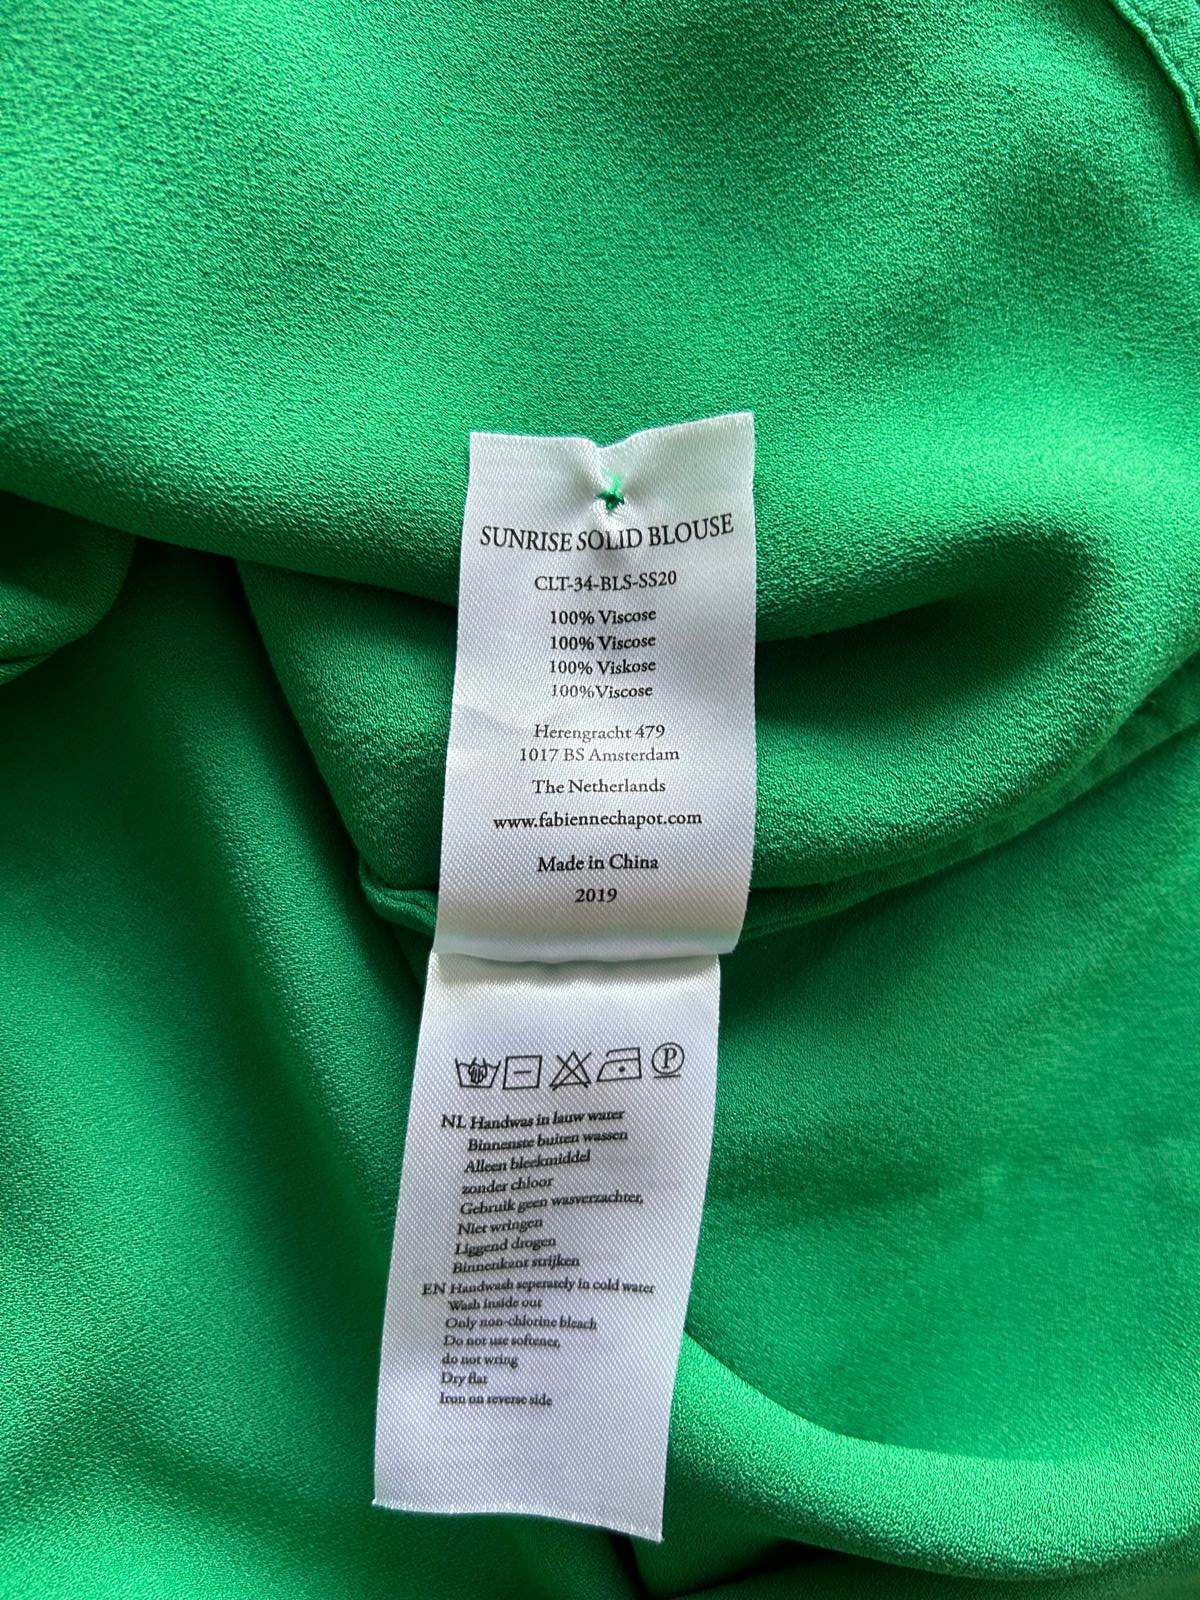 SUNRISE SOLID BLOUSE
CLT-34-BLS-SS20
100% Viscose
100% Viscose
100% Viskose
100%Viscose
Herengracht 479
1017 BS Amsterdam
The Netherlands
www.fabiennechapot.com
Made in China
2019
P
NL Handwas in lauw water
Binnenste buiten wassen
Alleen bleekmiddel
zonder chloor
Gebruik geen wasverzachter,
Niet wringen
Liggend drogen
Binnenkant strijken
EN Handwash seperately in cold water
Wash inside out
Only non-chlorine bleach
Do not use softener,
do not wring
Dry flat
Iron on reverse side